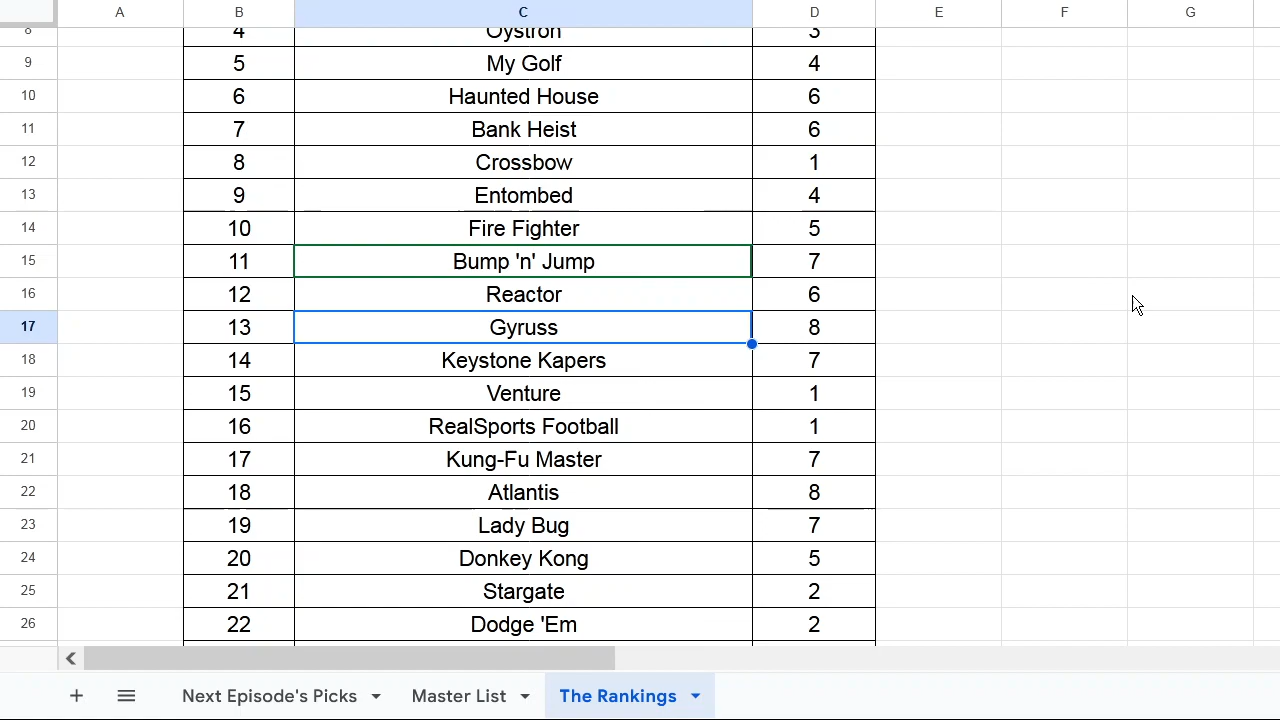 A B C D E F G
8 4 Oystron 3
9 5 My Golf 4
10 6 Haunted House 6
11 7 Bank Heist 6
12 8 Crossbow 1
13 9 Entombed 4
14 10 Fire Fighter 5
15 11 Bump 'n' Jump 7
16 12 Reactor 6
17 13 Gyruss 8
18 14 Keystone Kapers 7
19 15 Venture 1
20 16 RealSports Football 1
21 17 Kung-Fu Master 7
22 18 Atlantis 8
23 19 Lady Bug 7
24 20 Donkey Kong 5
25 21 Stargate 2
26 22 Dodge 'Em 2
Next Episode's Picks Master List The Rankings